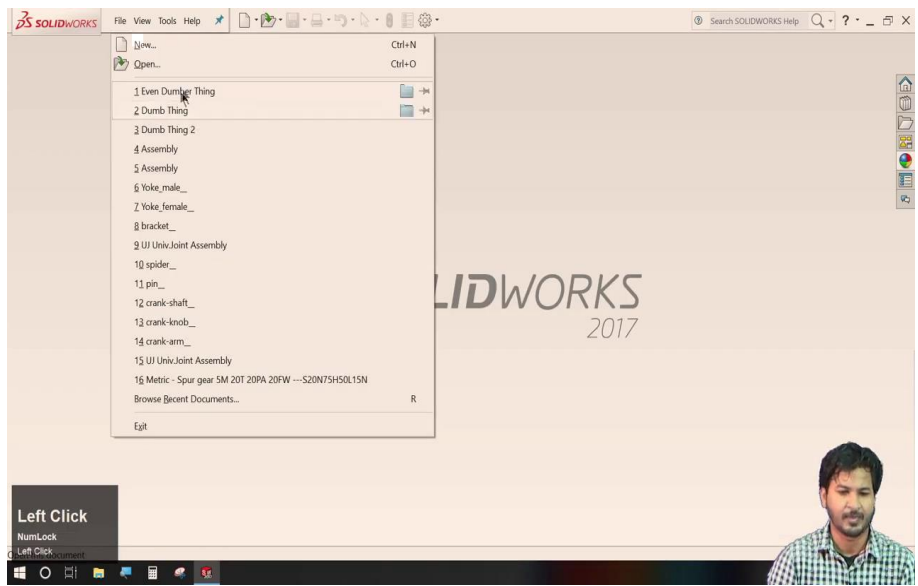 SOLIDWORKS File View Tools Help Search SOLIDWORKS Help
New... Ctrl+N
Open... Ctrl+O
1 Even Dumber Thing
2 Dumb Thing
3 Dumb Thing 2
4 Assembly
5 Assembly
6 Yoke_male_
7 Yoke_female_
8 bracket_
9 UJ Univ.Joint Assembly
10 spider_
11 pin_
12 crank-shaft_
13 crank-knob_
14 crank-arm_
15 UJ Univ.Joint Assembly
16 Metric - Spur gear 5M 20T 20PA 20FW ---S20N75H50L15N
Browse Recent Documents... R
Exit
LIDWORKS
2017
Left Click
NumLock
Left Click
document